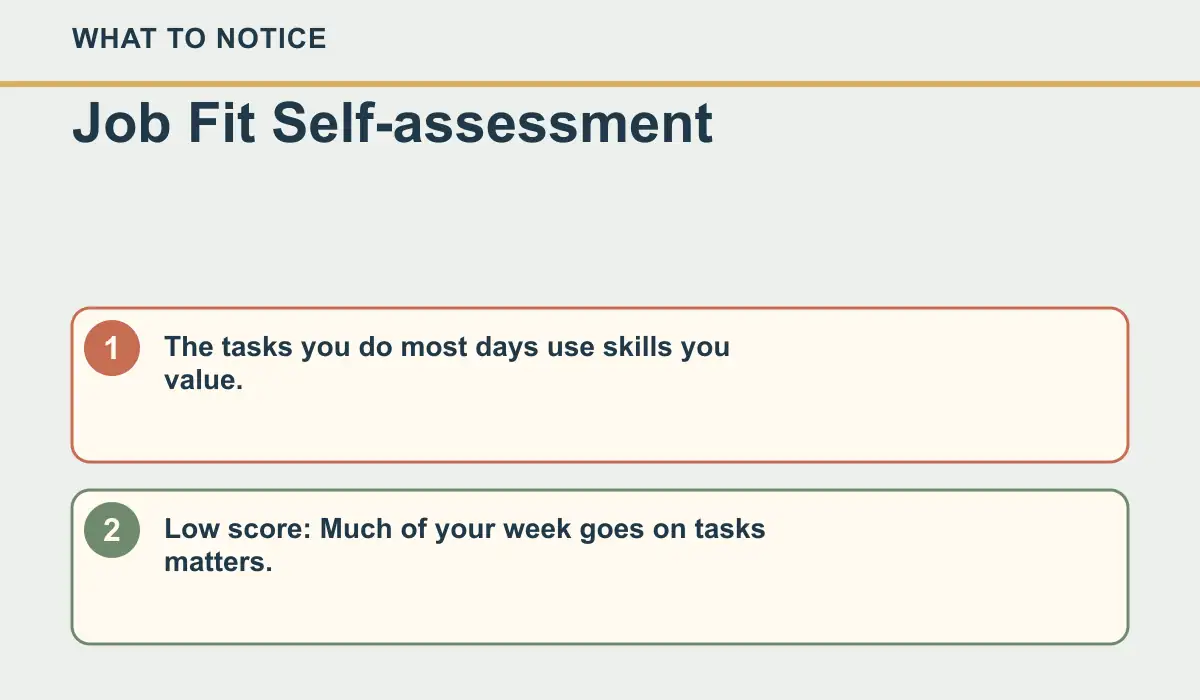 WHAT TO NOTICE
Job Fit Self-assessment
1
The tasks you do most days use skills you
value.
2
Low score: Much of your week goes on tasks
matters.